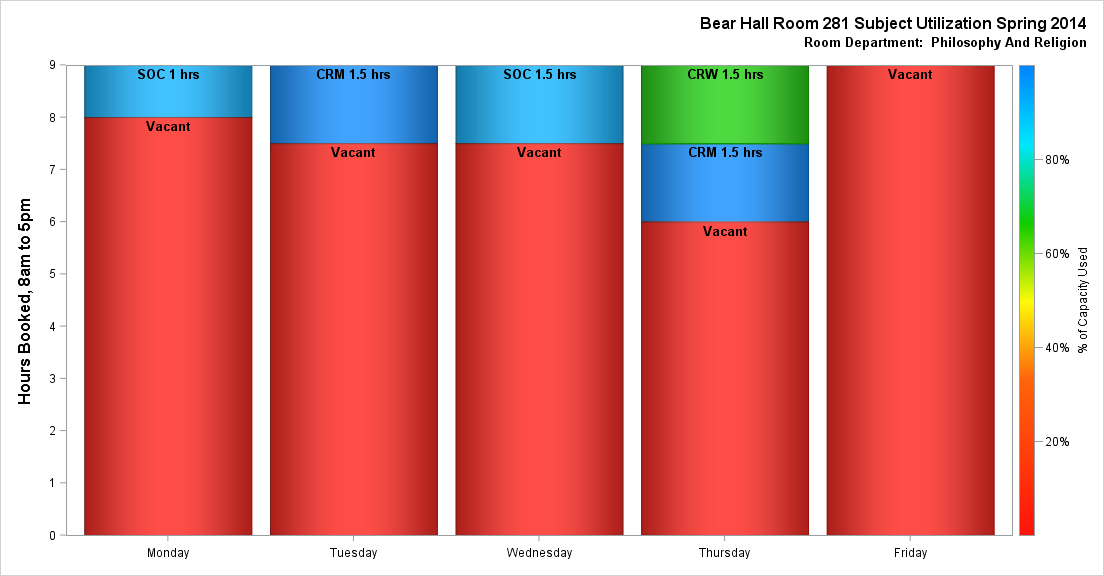 Bear Hall Room 281 Subject Utilization Spring 2014
Room Department:  Philosophy And Religion
Hours Booked, 8am to 5pm
9
8
7
6
5
4
3
2
1
0
SOC 1 hrs
Vacant
CRM 1.5 hrs
Vacant
SOC 1.5 hrs
Vacant
CRW 1.5 hrs
CRM 1.5 hrs
Vacant
Vacant
Monday
Tuesday
Wednesday
Thursday
Friday
80%
60%
40%
20%
% of Capacity Used